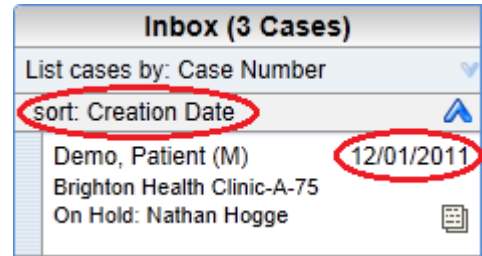 Inbox (3 Cases)
List cases by: Case Number
sort: Creation Date
Demo, Patient (M) 12/01/2011
Brighton Health Clinic-A-75
On Hold: Nathan Hogge